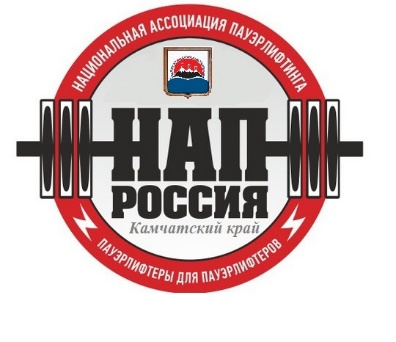 НАЦИОНАЛЬНАЯ АССОЦИАЦИЯ ПАУЭРЛИФТИНГА
НАП
РОССИЯ
Камчатский край
ПАУЭРЛИФТЕРЫ ДЛЯ ПАУЭРЛИФТЕРОВ